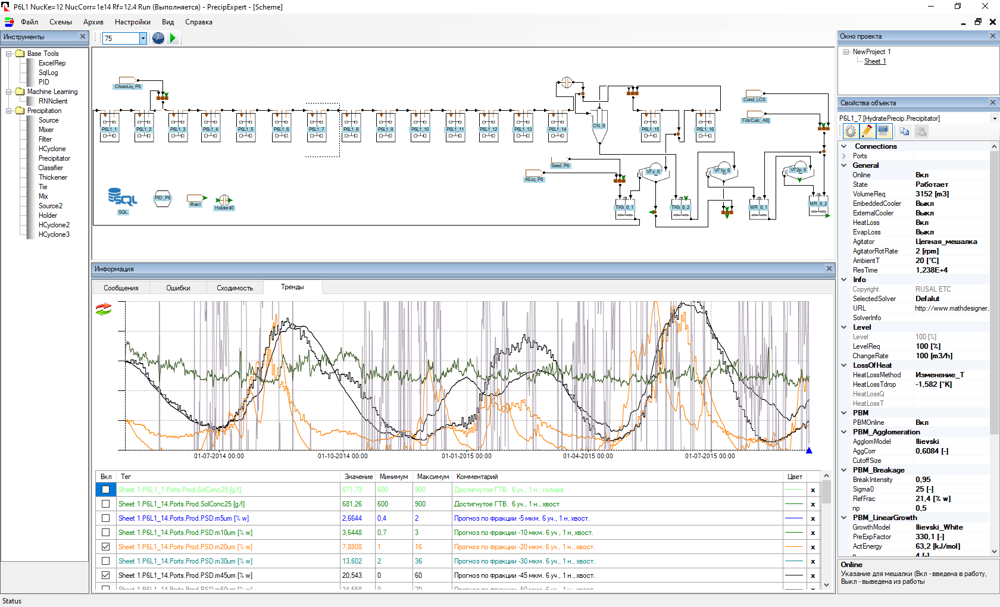 P6L1 NucKe=12 NucCorr=1e14 Rf=12.4 Run (Выполняется) - PrecipExpert - [Scheme]
Файл Схемы Архив Настройки Вид Справка
Инструменты
Base Tools
ExcelRep
SqlLog
PID
Machine Learning
RNNclient
Precipitation
Source
Mixer
Filter
HCyclone
Precipitator
Classifier
Thickener
Tie
Mix
Source2
Holder
HCyclone2
HCyclone3
75
CleanLiq_P6
Cond_LC6
FiltrCalc_A6]
P6L1_1 P6L1_2 P6L1_3 P6L1_4 P6L1_5 P6L1_6 P6L1_7 P6L1_8 P6L1_9 P6L1_10 P6L1_11 P6L1_12 P6L1_13 P6L1_14 CN_6 P6L1_15 P6L1_16
Seed_P6
AlLiq_P6
VFz_6 VF1p_6 VF2p_6
SQL
SQL
PID_P6
Факт
Holder40
TKh_6_1 TKh_6_2 MR_6_1 MR_6_2
Информация
Сообщения Ошибки Сходимость Тренды
01-07-2014 00:00 01-10-2014 00:00 01-01-2015 00:00 01-04-2015 00:00 01-07-2015 00:00
Вкл Тег Значение Минимум Максимум Комментарий Цвет
Sheet 1.P6L1_1.Ports.Prod.SolConc25 [g/l] 671,73 600 900 Достигнутое ГТВ. 6 уч., 1 н., голова x
Sheet 1.P6L1_14.Ports.Prod.SolConc25 [g/l] 681,26 600 900 Достигнутое ГТВ. 6 уч., 1 н., хвост x
Sheet 1.P6L1_14.Ports.Prod.PSD.m5um [% w] 2,6644 0,4 2 Прогноз по фракции -5 мкм. 6 уч., 1 н, хвост. x
Sheet 1.P6L1_14.Ports.Prod.PSD.m10um [% w] 3,6448 0,7 3 Прогноз по фракции -10 мкм. 6 уч., 1 н, хвост. x
Sheet 1.P6L1_14.Ports.Prod.PSD.m20um [% w] 7,8808 1 16 Прогноз по фракции -20 мкм. 6 уч., 1 н., хвост. x
Sheet 1.P6L1_14.Ports.Prod.PSD.m30um [% w] 13,602 2 36 Прогноз по фракции -30 мкм. 6 уч., 1 н., хвост. x
Sheet 1.P6L1_14.Ports.Prod.PSD.m45um [% w] 20,543 0 60 Прогноз по фракции -45 мкм. 6 уч., 1 н., хвост. x
Sheet 1.P6L1_14.Ports.Prod.PSD.m50um [% w] 24,558 0 70 Прогноз по фракции -50 мкм. 6 уч., 1 н., хвост. x
Окно проекта
NewProject 1
Sheet 1
Свойства объекта
P6L1_7 [HydratePrecip.Precipitator]
Connections
Ports
General
Online Вкл
State Работает
VolumeReq 3152 [m3]
EmbeddedCooler Выкл
ExternalCooler Выкл
HeatLoss Вкл
EvapLoss Выкл
Agitator Цепная_мешалка
AgitatorRotRate 2 [rpm]
AmbientT 20 [°C]
ResTime 1,238E+4
Info
Copyright RUSAL ETC
SelectedSolver Defalut
URL http://www.mathdesigner.
SolverInfo
Level
Level 100 [%]
LevelReq 100 [%]
ChangeRate 100 [m3/h]
LossOfHeat
HeatLossMethod Изменение_T
HeatLossTdrop -1,582 [°K]
HeatLossQ
HeatLossT
PBM
PBMOnline Вкл
PBM_Agglomeration
AgglomModel Ilievski
AggCorr 0,6084 [-]
CutoffSize
PBM_Breakage
BreakIntensity 0,95
Sigma0 25 [-]
RefFrac 21,4 [% w]
np 0,5
PBM_LinearGrowth
GrowthModel Ilievski_White
PreExpFactor 330,1 [-]
ActEnergy 63,2 [kJ/mol]
n 4 [-]
Online
Указание для мешалки (Вкл - введена в работу,
Выкл - выведена из работы
Status